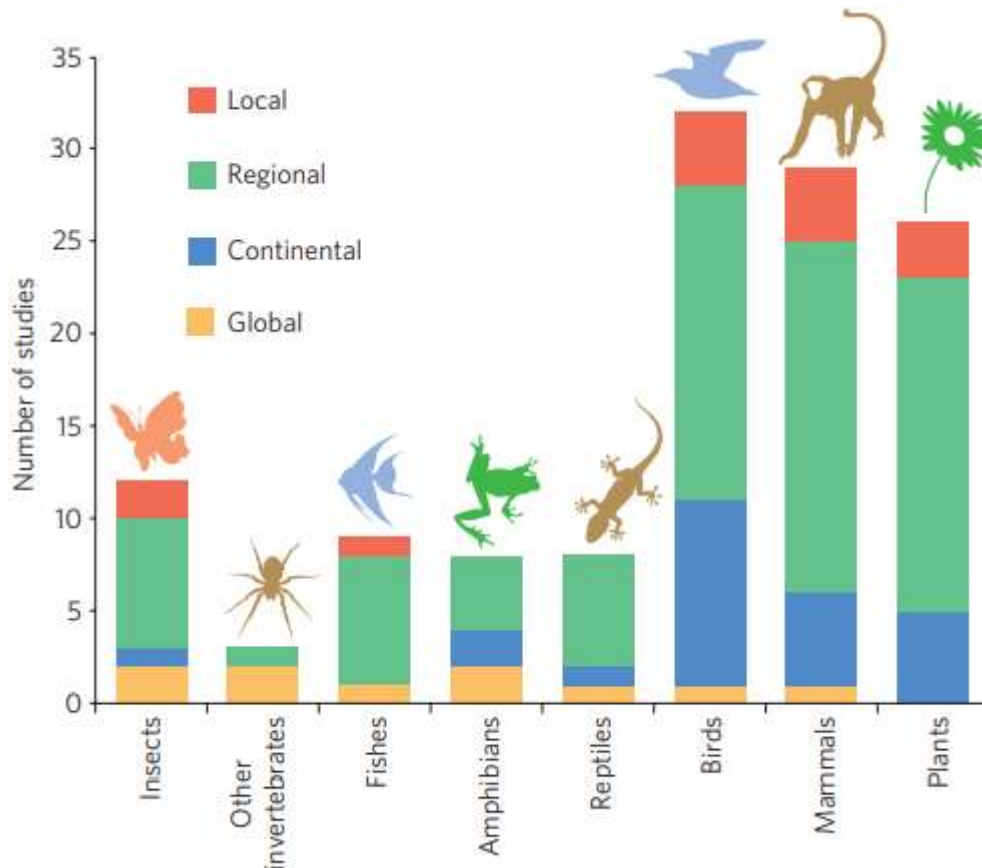 35
30
25
20
15
10
5
0
Number of studies
Local
Regional
Continental
Global
Insects
Other
invertebrates
Fishes
Amphibians
Reptiles
Birds
Mammals
Plants